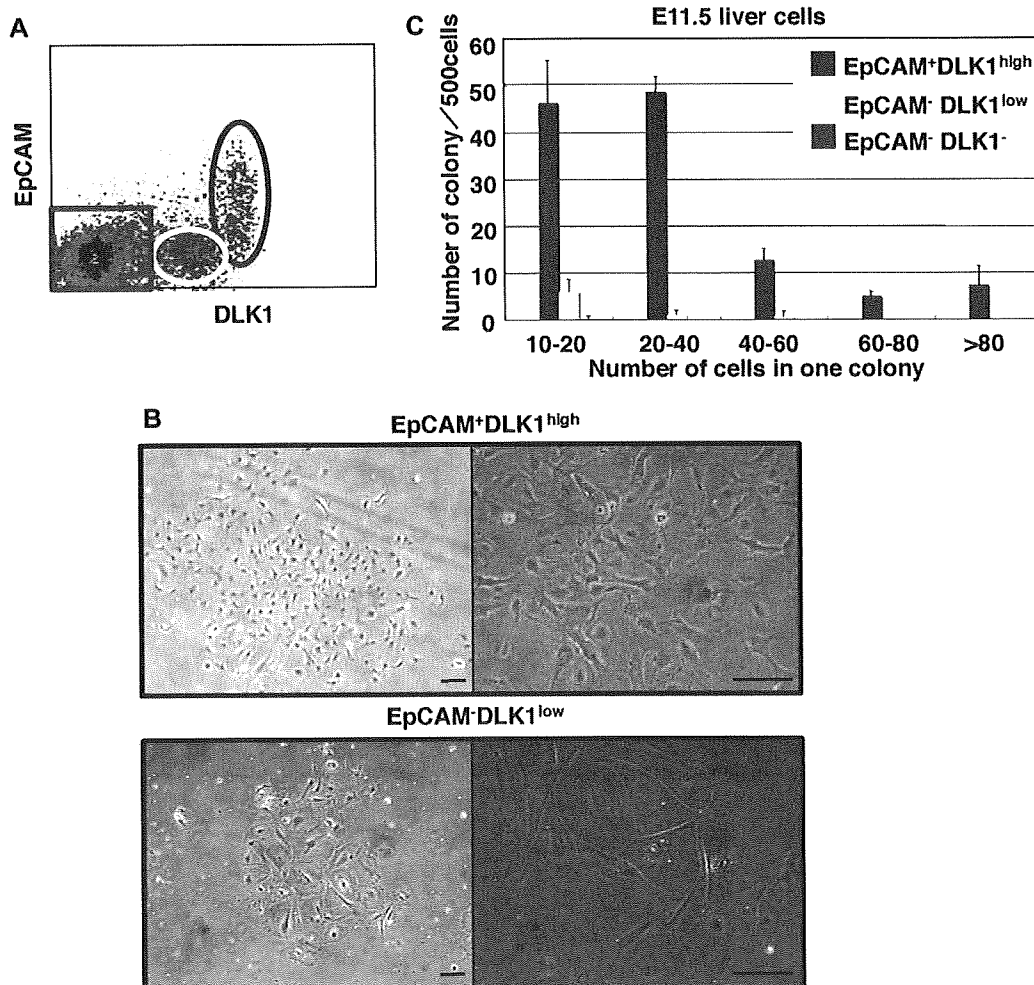 A
EpCAM
DLK1
C
E11.5 liver cells
Number of colony/500cells
60
50
40
30
20
10
0
EpCAM⁺DLK1ʰⁱᵍʰ
EpCAM⁻ DLK1ˡᵒʷ
EpCAM⁻ DLK1⁻
10-20
20-40
40-60
60-80
>80
Number of cells in one colony
B
EpCAM⁺DLK1ʰⁱᵍʰ
EpCAM⁻DLK1ˡᵒʷ